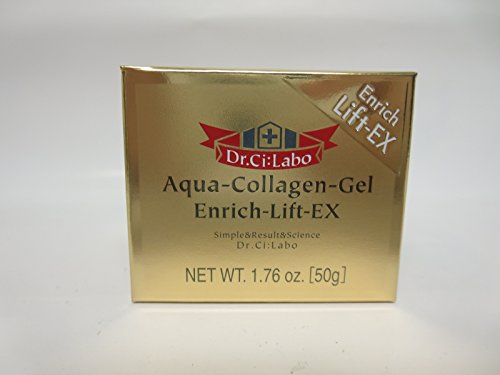 Enrich
Lift-EX
Dr.Ci:Labo
Aqua-Collagen-Gel
Enrich-Lift-EX
Simple&Result&Science
Dr.Ci:Labo
NET WT. 1.76 oz. [50g]